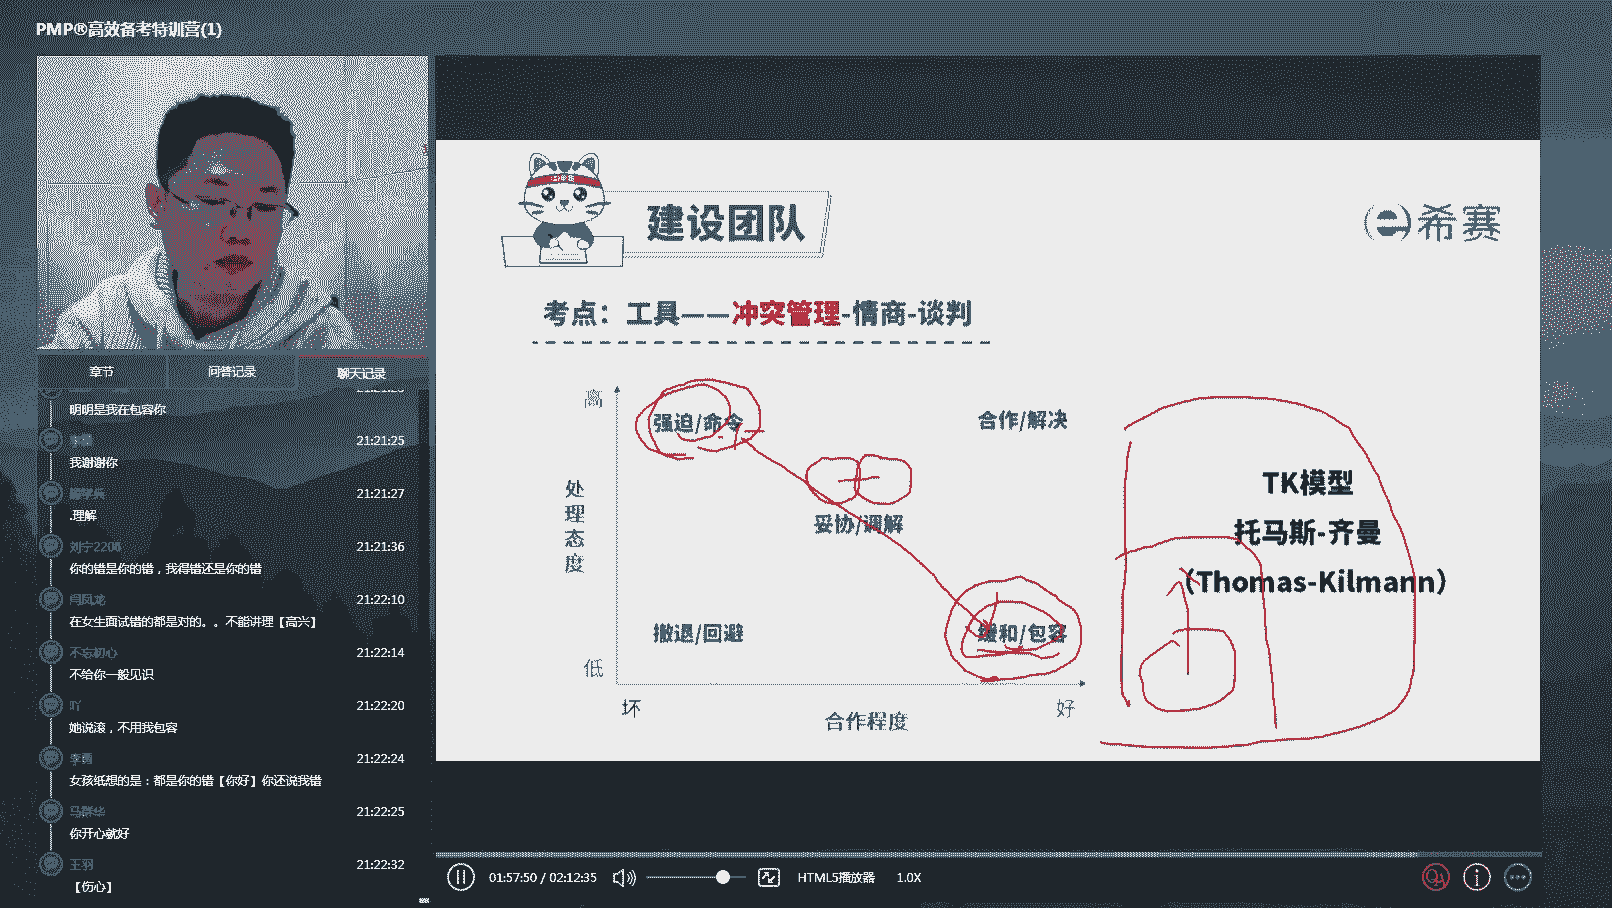 PMP®高效备考特训营(1)
章节
问答记录
聊天记录
明明是我在包容你
21:21:25
我谢谢你
21:21:27
.理解
刘宁2206
21:21:36
你的错是你的错，我得错还是你的错
闫凤龙
21:22:10
在女生面试错的都是对的。。不能讲理【高兴】
不忘初心
21:22:14
不给你一般见识
吖
21:22:20
她说滚，不用我包容
李勇
21:22:24
女孩纸想的是：都是你的错【你好】你还说我错
马群华
21:22:25
你开心就好
王羽
21:22:32
【伤心】
建设团队
希赛
考点：工具——冲突管理-情商-谈判
高
强迫/命令
合作/解决
处理态度
妥协/调解
撤退/回避
缓和/包容
低
坏
合作程度
好
TK模型
托马斯-齐曼
（Thomas-Kilmann）
01:57:50 / 02:12:35
HTML5播放器
1.0X